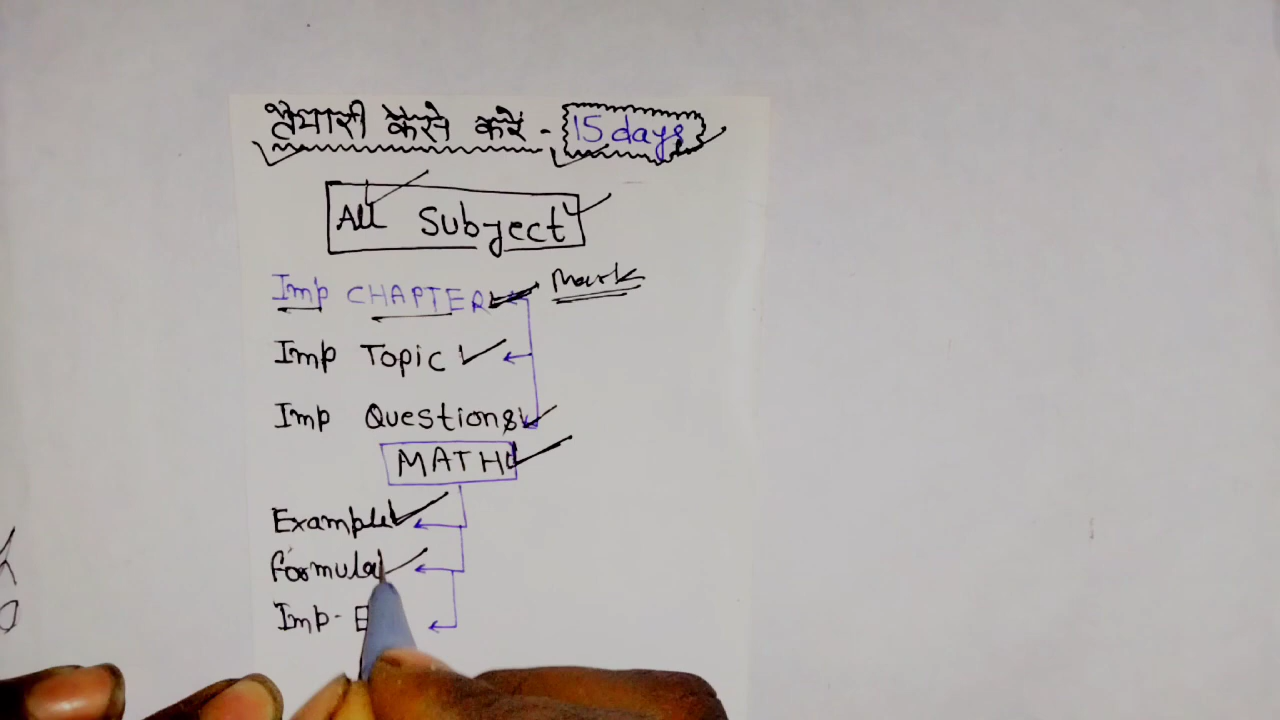 तैयारी कैसे करें - 15 days
All Subject
Imp CHAPTER Mark
Imp Topic
Imp Questions
MATH
Example
formula
Imp-